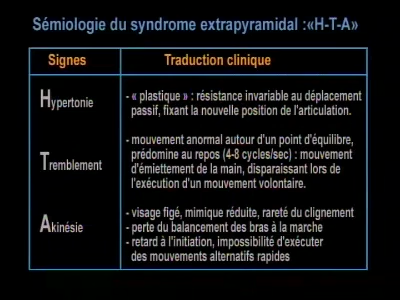 Sémiologie du syndrome extrapyramidal :«H-T-A»
Signes
Traduction clinique
Hypertonie
- « plastique » : résistance invariable au déplacement
passif, fixant la nouvelle position de l'articulation.
Tremblement
- mouvement anormal autour d'un point d'équilibre,
prédomine au repos (4-8 cycles/sec) : mouvement
d'émiettement de la main, disparaissant lors de
l'exécution d'un mouvement volontaire.
Akinésie
- visage figé, mimique réduite, rareté du clignement
- perte du balancement des bras à la marche
- retard à l'initiation, impossibilité d'exécuter
des mouvements alternatifs rapides